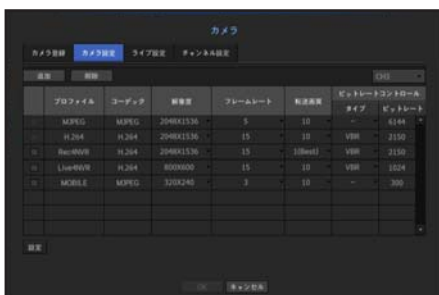 カメラ
カメラ登録 カメラ設定 ライブ設定 チャンネル設定
追加 削除 CH3
プロファイル コーデック 解像度 フレームレート 転送画質 ビットレートコントロール
タイプ ビットレート
MJPEG MJPEG 2048X1536 5 10 - 6144
H.264 H.264 2048X1536 15 10 VBR 2150
Rec4NVR H.264 2048X1536 15 1(Best) VBR 2150
Live4NVR H.264 800X600 15 10 VBR 1024
MOBILE MJPEG 320X240 3 10 - 300
設定
OK キャンセル